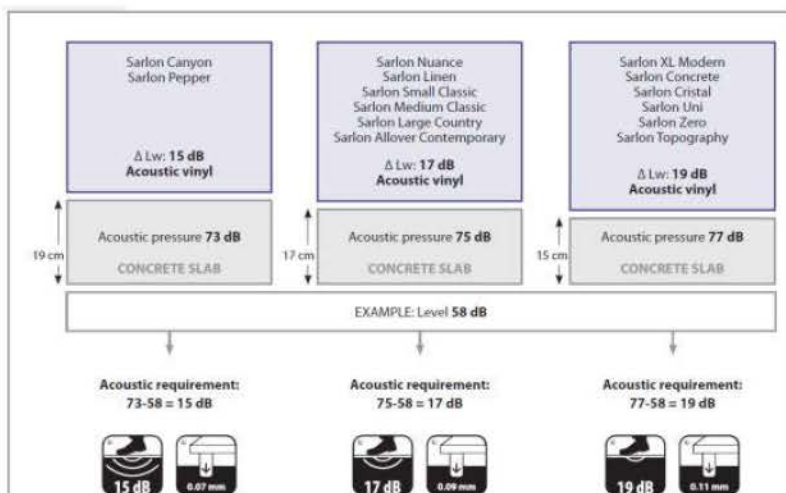 Sarlon Canyon
Sarlon Pepper
Δ Lw: 15 dB
Acoustic vinyl
19 cm
Acoustic pressure 73 dB
CONCRETE SLAB
Sarlon Nuance
Sarlon Linen
Sarlon Small Classic
Sarlon Medium Classic
Sarlon Large Country
Sarlon Allover Contemporary
Δ Lw: 17 dB
Acoustic vinyl
17 cm
Acoustic pressure 75 dB
CONCRETE SLAB
Sarlon XL Modern
Sarlon Concrete
Sarlon Cristal
Sarlon Uni
Sarlon Zero
Sarlon Topography
Δ Lw: 19 dB
Acoustic vinyl
15 cm
Acoustic pressure 77 dB
CONCRETE SLAB
EXAMPLE: Level 58 dB
Acoustic requirement:
73-58 = 15 dB
15 dB
0.07 mm
Acoustic requirement:
75-58 = 17 dB
17 dB
0.09 mm
Acoustic requirement:
77-58 = 19 dB
19 dB
0.11 mm